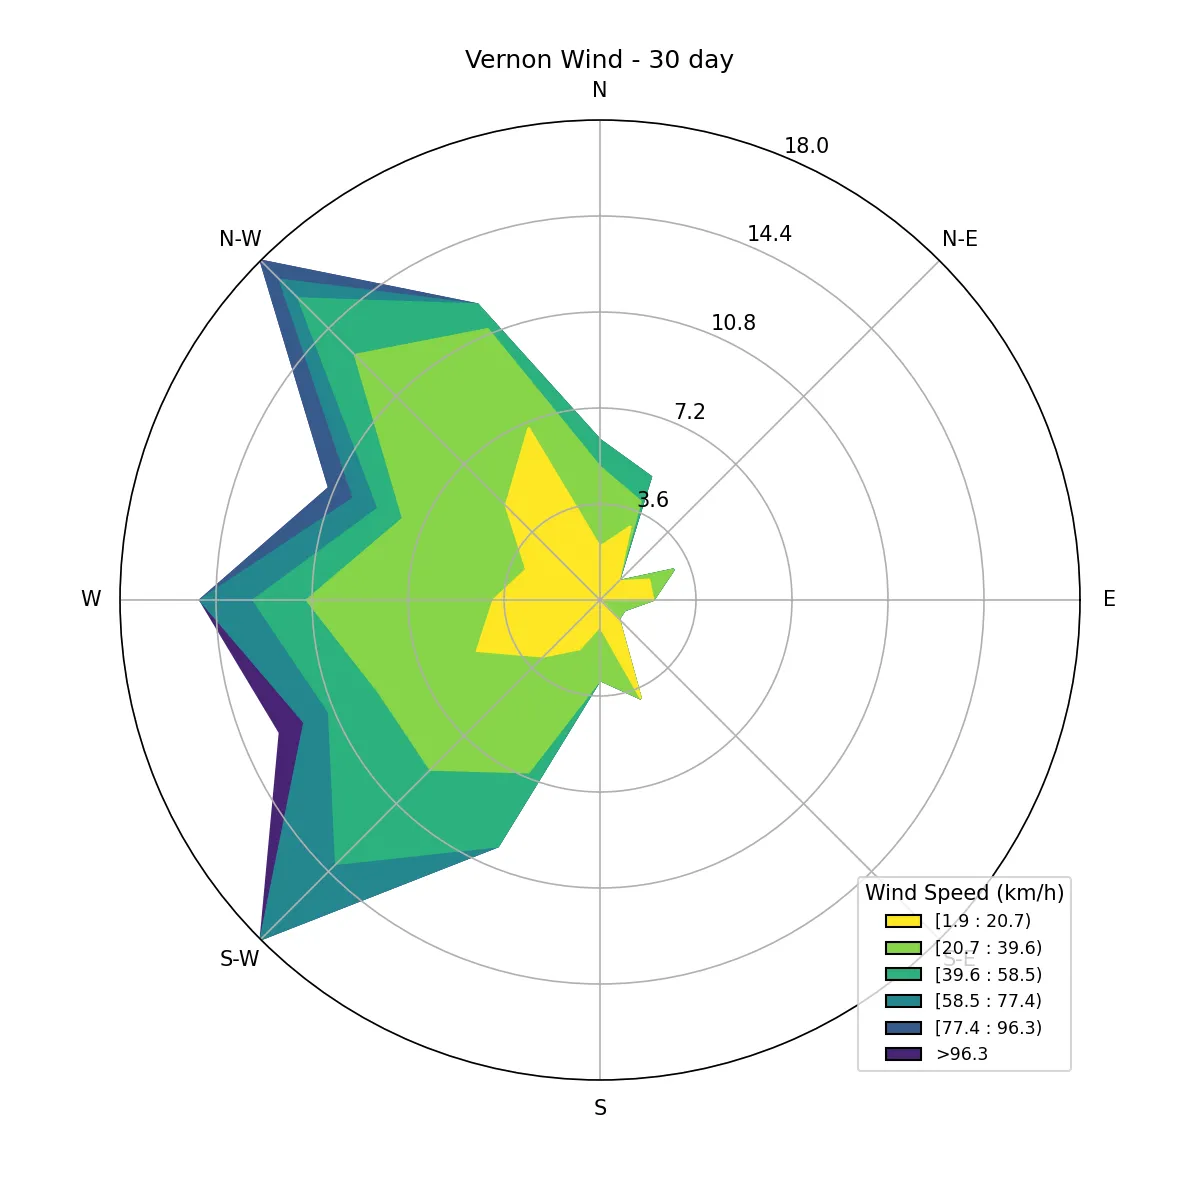 Vernon Wind - 30 day
N
18.0
14.4
N-W
N-E
10.8
7.2
3.6
W
E
Wind Speed (km/h)
[1.9 : 20.7)
[20.7 : 39.6)
S-W
S-E
[39.6 : 58.5)
[58.5 : 77.4)
[77.4 : 96.3)
>96.3
S